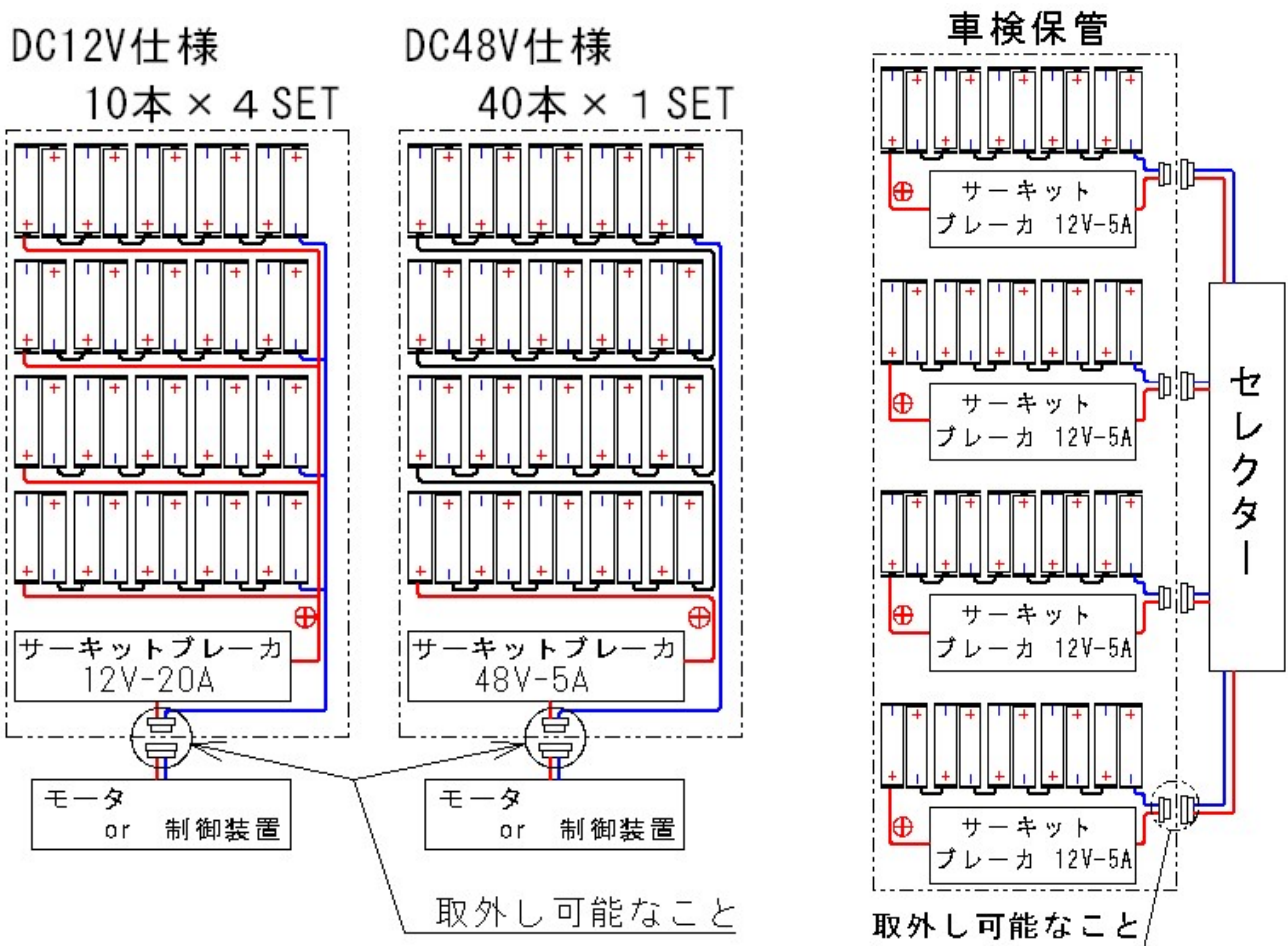 DC12V仕様
10本×４SET
サーキットブレーカ
12V-20A
モータ
or 制御装置
DC48V仕様
40本×１SET
サーキットブレーカ
48V-5A
モータ
or 制御装置
取外し可能なこと
車検保管
サーキット
ブレーカ 12V-5A
サーキット
ブレーカ 12V-5A
サーキット
ブレーカ 12V-5A
サーキット
ブレーカ 12V-5A
セレクター
取外し可能なこと